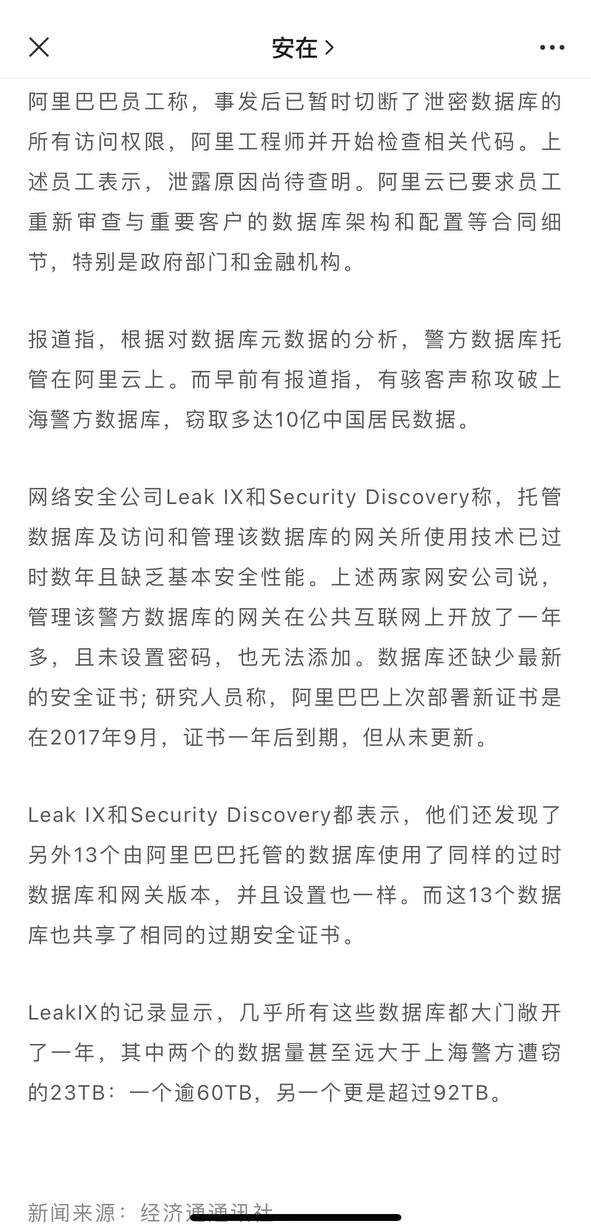 安在
阿里巴巴员工称，事发后已暂时切断了泄密数据库的
所有访问权限，阿里工程师并开始检查相关代码。上
述员工表示，泄露原因尚待查明。阿里云已要求员工
重新审查与重要客户的数据库架构和配置等合同细
节，特别是政府部门和金融机构。
报道指，根据对数据库元数据的分析，警方数据库托
管在阿里云上。而早前有报道指，有骇客声称攻破上
海警方数据库，窃取多达10亿中国居民数据。
网络安全公司Leak IX和Security Discovery称，托管
数据库及访问和管理该数据库的网关所使用技术已过
时数年且缺乏基本安全性能。上述两家网安公司说，
管理该警方数据库的网关在公共互联网上开放了一年
多，且未设置密码，也无法添加。数据库还缺少最新
的安全证书; 研究人员称，阿里巴巴上次部署新证书是
在2017年9月，证书一年后到期，但从未更新。
Leak IX和Security Discovery都表示，他们还发现了
另外13个由阿里巴巴托管的数据库使用了同样的过时
数据库和网关版本，并且设置也一样。而这13个数据
库也共享了相同的过期安全证书。
LeakIX的记录显示，几乎所有这些数据库都大门敞开
了一年，其中两个的数据量甚至远大于上海警方遭窃
的23TB：一个逾60TB，另一个更是超过92TB。
新闻来源：经济通通讯社